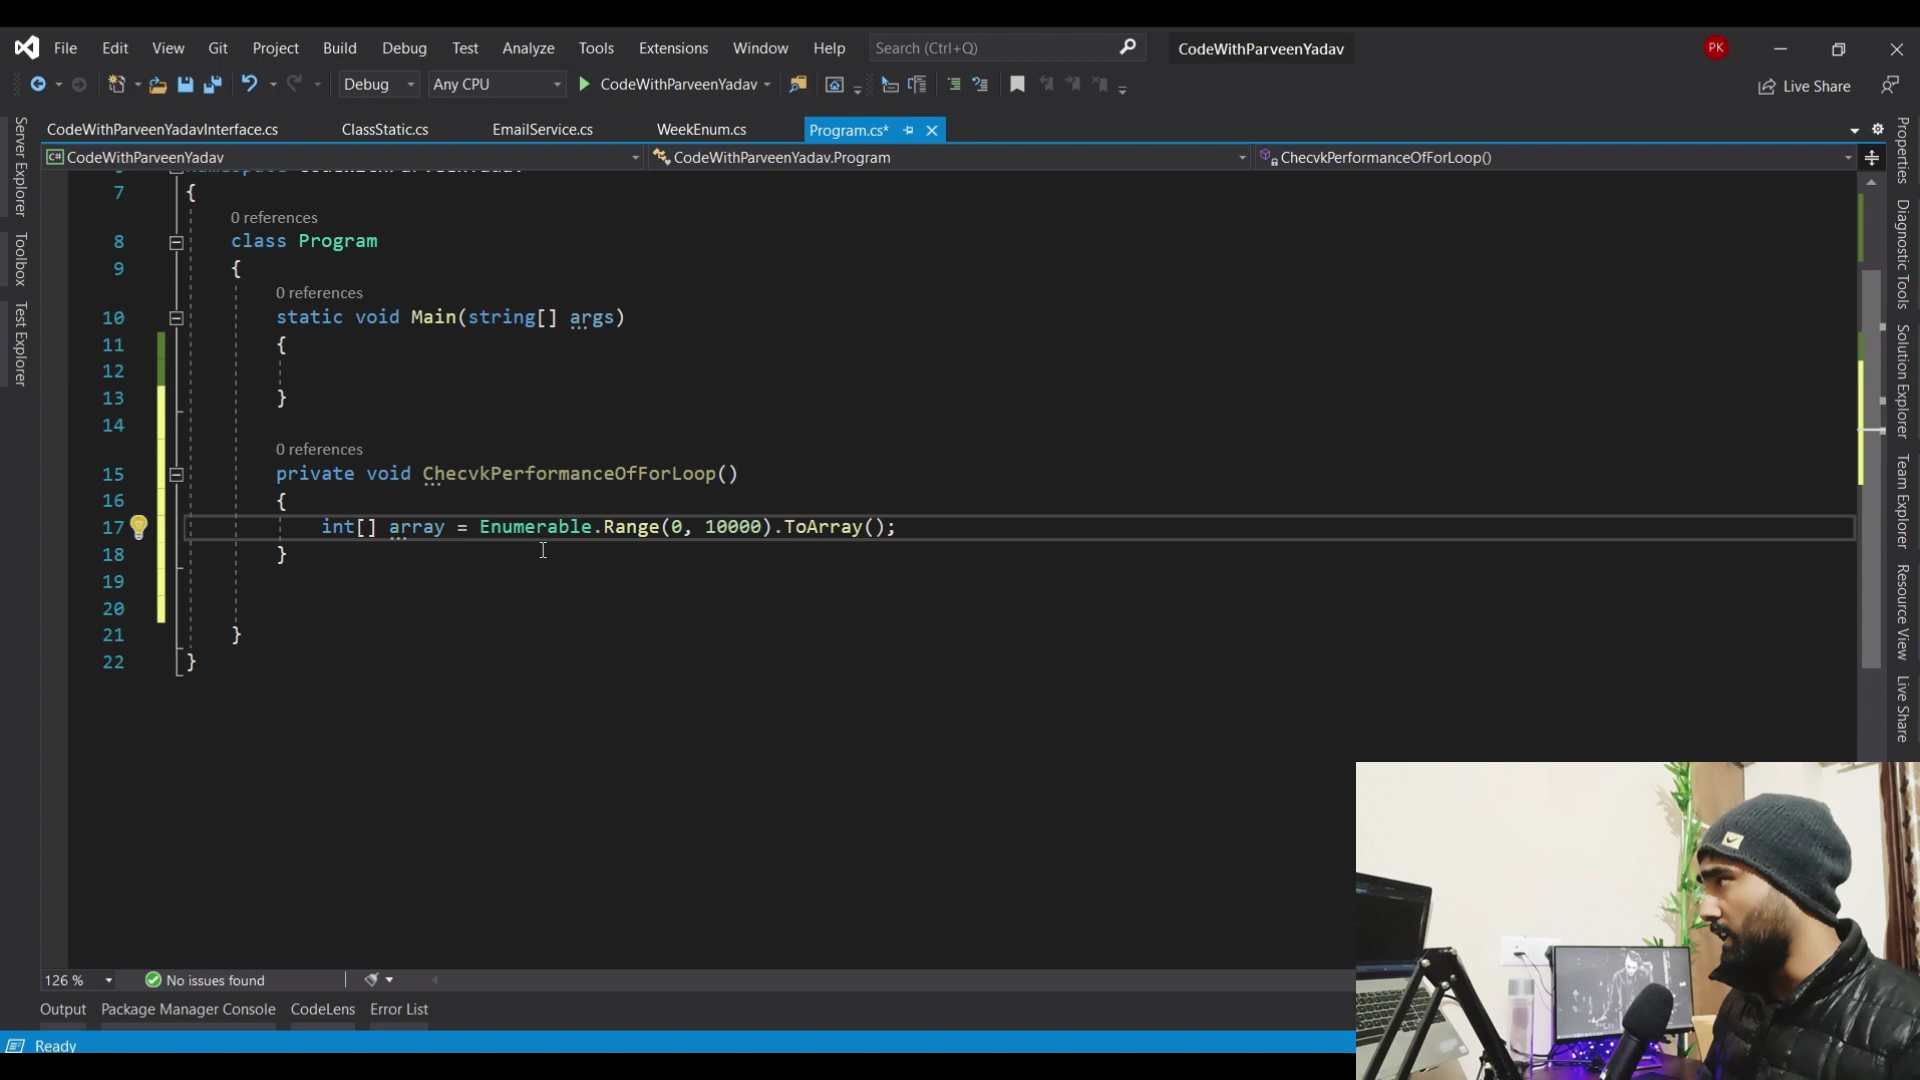 File Edit View Git Project Build Debug Test Analyze Tools Extensions Window Help Search (Ctrl+Q) CodeWithParveenYadav PK
Debug Any CPU CodeWithParveenYadav Live Share
CodeWithParveenYadavInterface.cs ClassStatic.cs EmailService.cs WeekEnum.cs Program.cs*
C# CodeWithParveenYadav CodeWithParveenYadav.Program ChecvkPerformanceOfForLoop()
Server Explorer
Toolbox
Test Explorer
7 {
0 references
8 class Program
9 {
0 references
10 static void Main(string[] args)
11 {
12
13 }
14
0 references
15 private void ChecvkPerformanceOfForLoop()
16 {
17 int[] array = Enumerable.Range(0, 10000).ToArray();
18 }
19
20
21 }
22 }
Properties
Diagnostic Tools
Solution Explorer
Team Explorer
Resource View
Live Share
126 % No issues found
Output Package Manager Console CodeLens Error List
Ready